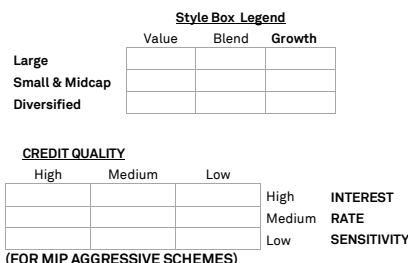 Style Box Legend
Value Blend Growth
Large
Small & Midcap
Diversified
CREDIT QUALITY
High Medium Low
High INTEREST
Medium RATE
Low SENSITIVITY
(FOR MIP AGGRESSIVE SCHEMES)